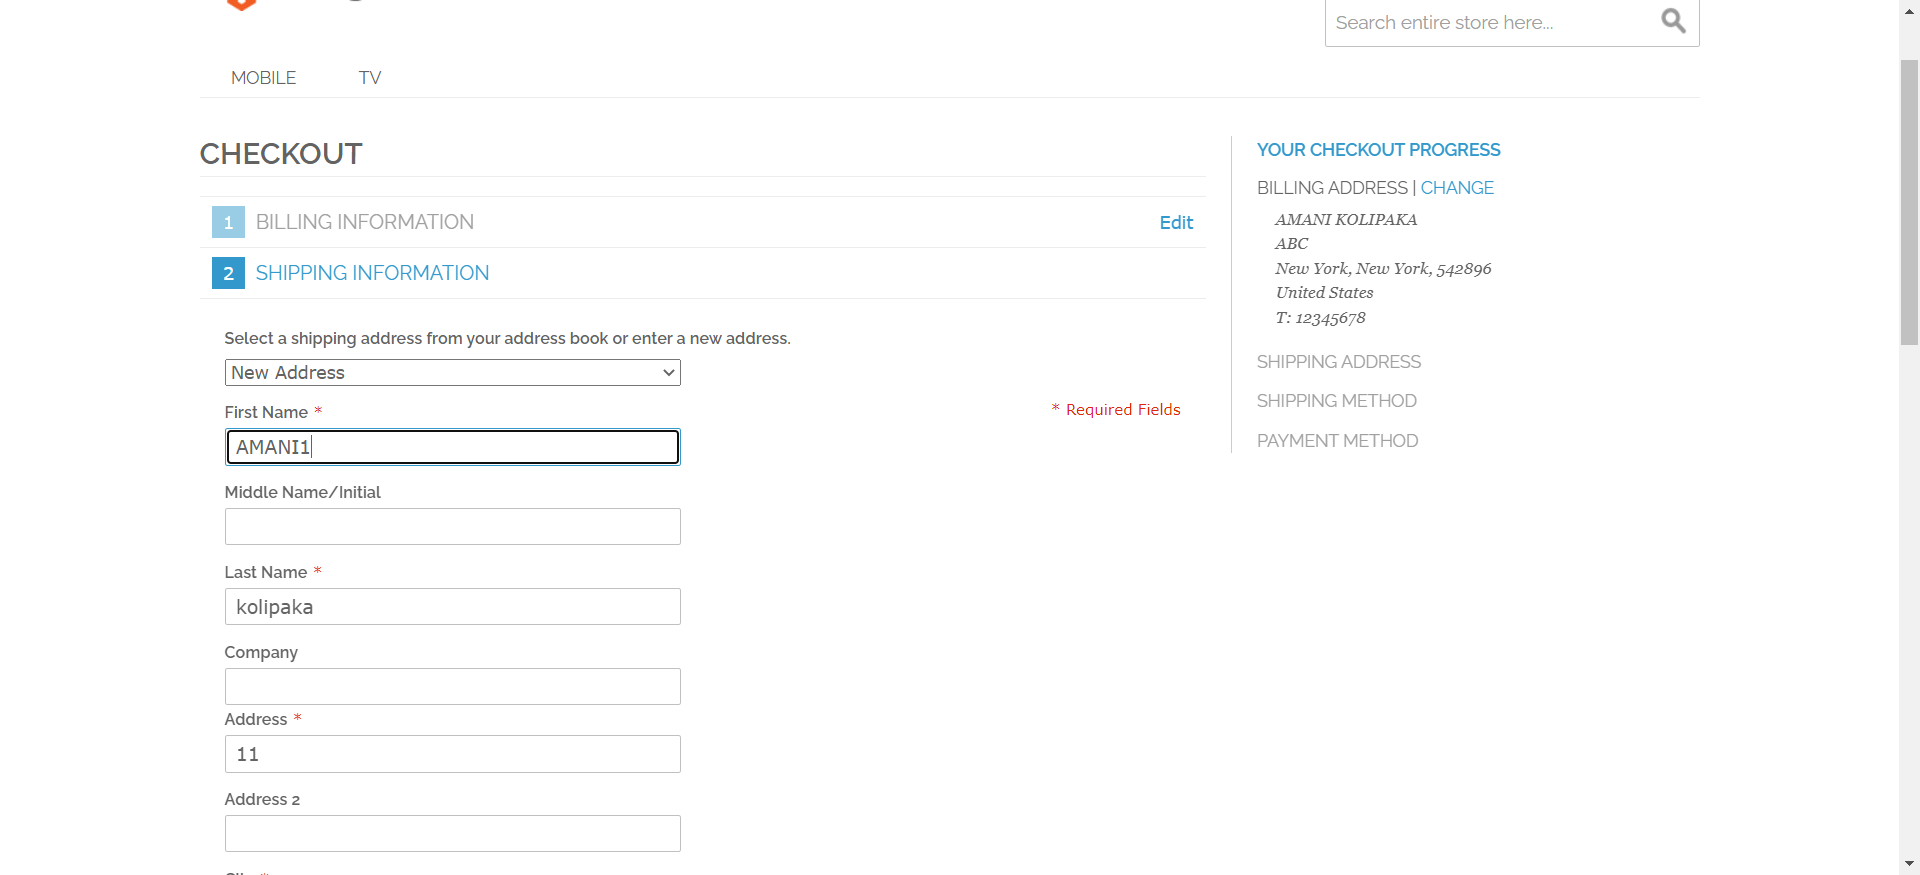 Search entire store here...
MOBILE TV
CHECKOUT
1 BILLING INFORMATION Edit
2 SHIPPING INFORMATION
Select a shipping address from your address book or enter a new address.
New Address
First Name *
* Required Fields
AMANI1
Middle Name/Initial
Last Name *
kolipaka
Company
Address *
11
Address 2
YOUR CHECKOUT PROGRESS
BILLING ADDRESS | CHANGE
AMANI KOLIPAKA
ABC
New York, New York, 542896
United States
T: 12345678
SHIPPING ADDRESS
SHIPPING METHOD
PAYMENT METHOD